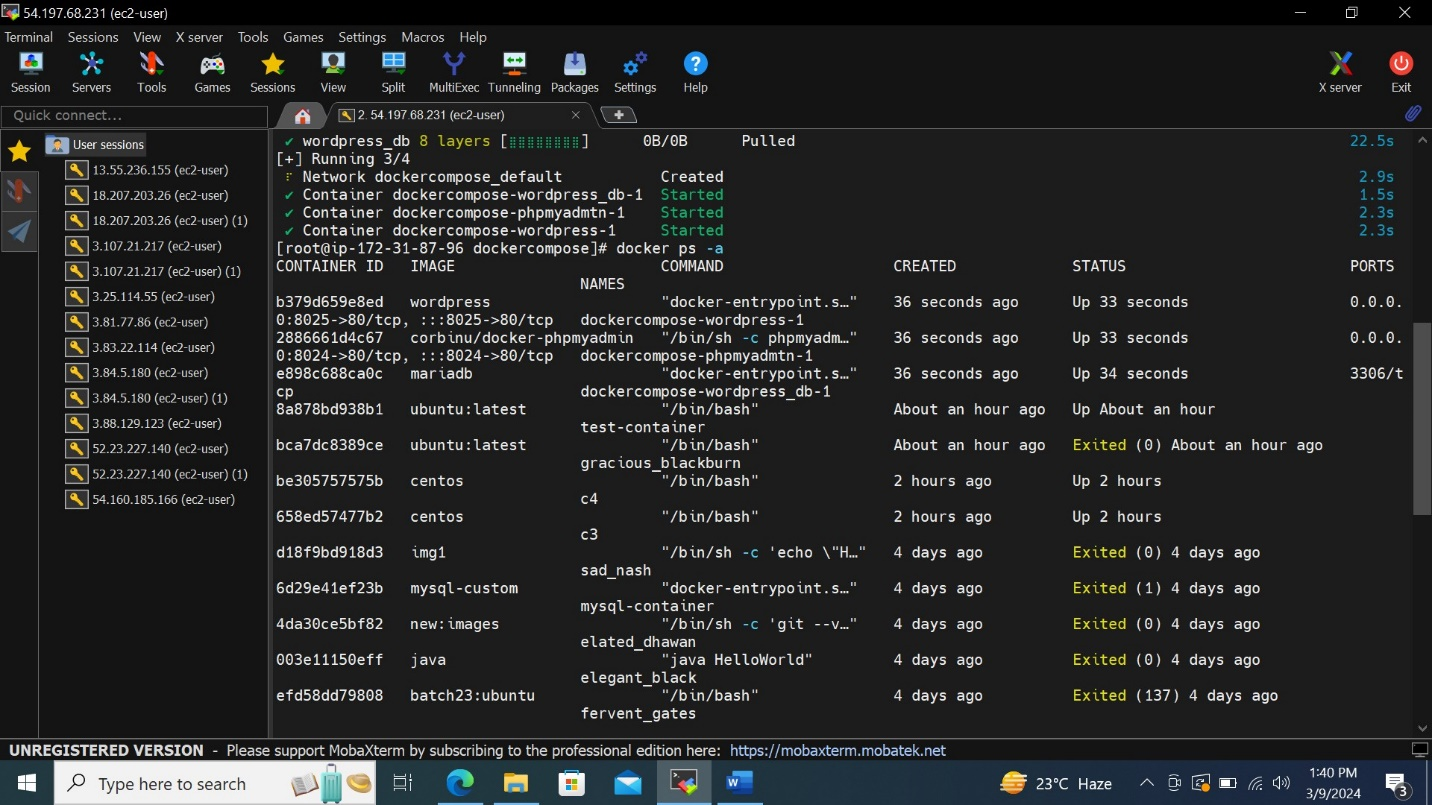 54.197.68.231 (ec2-user)
Terminal Sessions View X server Tools Games Settings Macros Help
Session Servers Tools Games Sessions View Split MultiExec Tunneling Packages Settings Help X server Exit
Quick connect...
2. 54.197.68.231 (ec2-user)
User sessions
13.55.236.155 (ec2-user)
18.207.203.26 (ec2-user)
18.207.203.26 (ec2-user) (1)
3.107.21.217 (ec2-user)
3.107.21.217 (ec2-user) (1)
3.25.114.55 (ec2-user)
3.81.77.86 (ec2-user)
3.83.22.114 (ec2-user)
3.84.5.180 (ec2-user)
3.84.5.180 (ec2-user) (1)
3.88.129.123 (ec2-user)
52.23.227.140 (ec2-user)
52.23.227.140 (ec2-user) (1)
54.160.185.166 (ec2-user)
✔ wordpress_db 8 layers [⣿⣿⣿⣿⣿⣿⣿⣿] 0B/0B Pulled 22.5s
[+] Running 3/4
⠏ Network dockercompose_default Created 2.9s
✔ Container dockercompose-wordpress_db-1 Started 1.5s
✔ Container dockercompose-phpmyadmtn-1 Started 2.3s
✔ Container dockercompose-wordpress-1 Started 2.3s
[root@ip-172-31-87-96 dockercompose]# docker ps -a
CONTAINER ID IMAGE COMMAND CREATED STATUS PORTS
NAMES
b379d659e8ed wordpress "docker-entrypoint.s…" 36 seconds ago Up 33 seconds 0.0.0.
0:8025->80/tcp, :::8025->80/tcp dockercompose-wordpress-1
2886661d4c67 corbinu/docker-phpmyadmin "/bin/sh -c phpmyadm…" 36 seconds ago Up 33 seconds 0.0.0.
0:8024->80/tcp, :::8024->80/tcp dockercompose-phpmyadmtn-1
e898c688ca0c mariadb "docker-entrypoint.s…" 36 seconds ago Up 34 seconds 3306/t
cp dockercompose-wordpress_db-1
8a878bd938b1 ubuntu:latest "/bin/bash" About an hour ago Up About an hour
test-container
bca7dc8389ce ubuntu:latest "/bin/bash" About an hour ago Exited (0) About an hour ago
gracious_blackburn
be305757575b centos "/bin/bash" 2 hours ago Up 2 hours
c4
658ed57477b2 centos "/bin/bash" 2 hours ago Up 2 hours
c3
d18f9bd918d3 img1 "/bin/sh -c 'echo \"H…" 4 days ago Exited (0) 4 days ago
sad_nash
6d29e41ef23b mysql-custom "docker-entrypoint.s…" 4 days ago Exited (1) 4 days ago
mysql-container
4da30ce5bf82 new:images "/bin/sh -c 'git --v…" 4 days ago Exited (0) 4 days ago
elated_dhawan
003e11150eff java "java HelloWorld" 4 days ago Exited (0) 4 days ago
elegant_black
efd58dd79808 batch23:ubuntu "/bin/bash" 4 days ago Exited (137) 4 days ago
fervent_gates
UNREGISTERED VERSION - Please support MobaXterm by subscribing to the professional edition here: https://mobaxterm.mobatek.net
Type here to search
23°C Haze
1:40 PM
3/9/2024
3